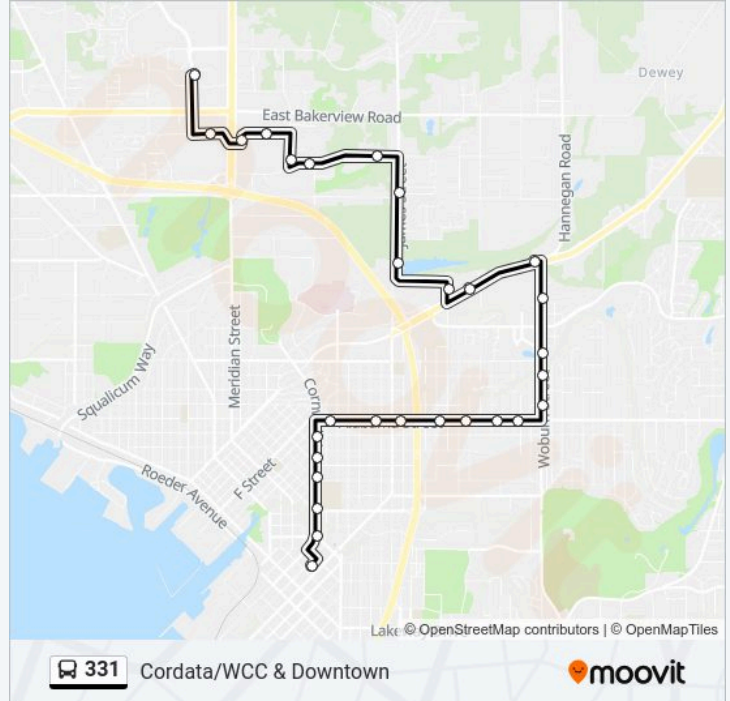 Dewey
East Bakerview Road
Hannegan Road
Meridian Street
Squalicum Way
F Street
Roeder Avenue
© OpenStreetMap contributors | © OpenMapTiles
331
Cordata/WCC & Downtown
moovit